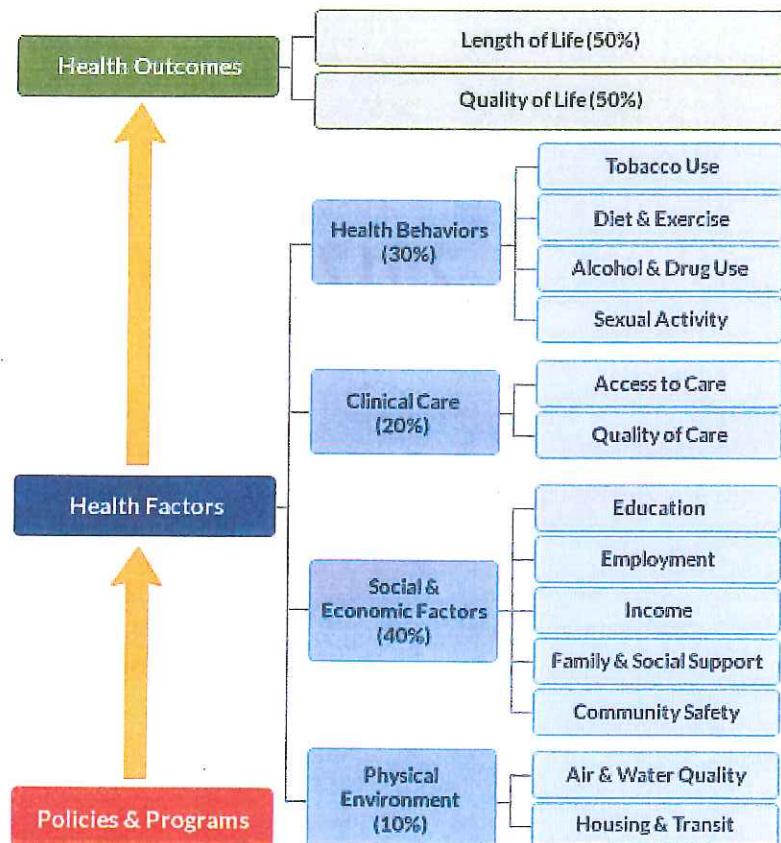 Health Outcomes
Length of Life (50%)
Quality of Life (50%)
Health Factors
Health Behaviors
(30%)
Tobacco Use
Diet & Exercise
Alcohol & Drug Use
Sexual Activity
Clinical Care
(20%)
Access to Care
Quality of Care
Social &
Economic Factors
(40%)
Education
Employment
Income
Family & Social Support
Community Safety
Physical
Environment
(10%)
Air & Water Quality
Housing & Transit
Policies & Programs